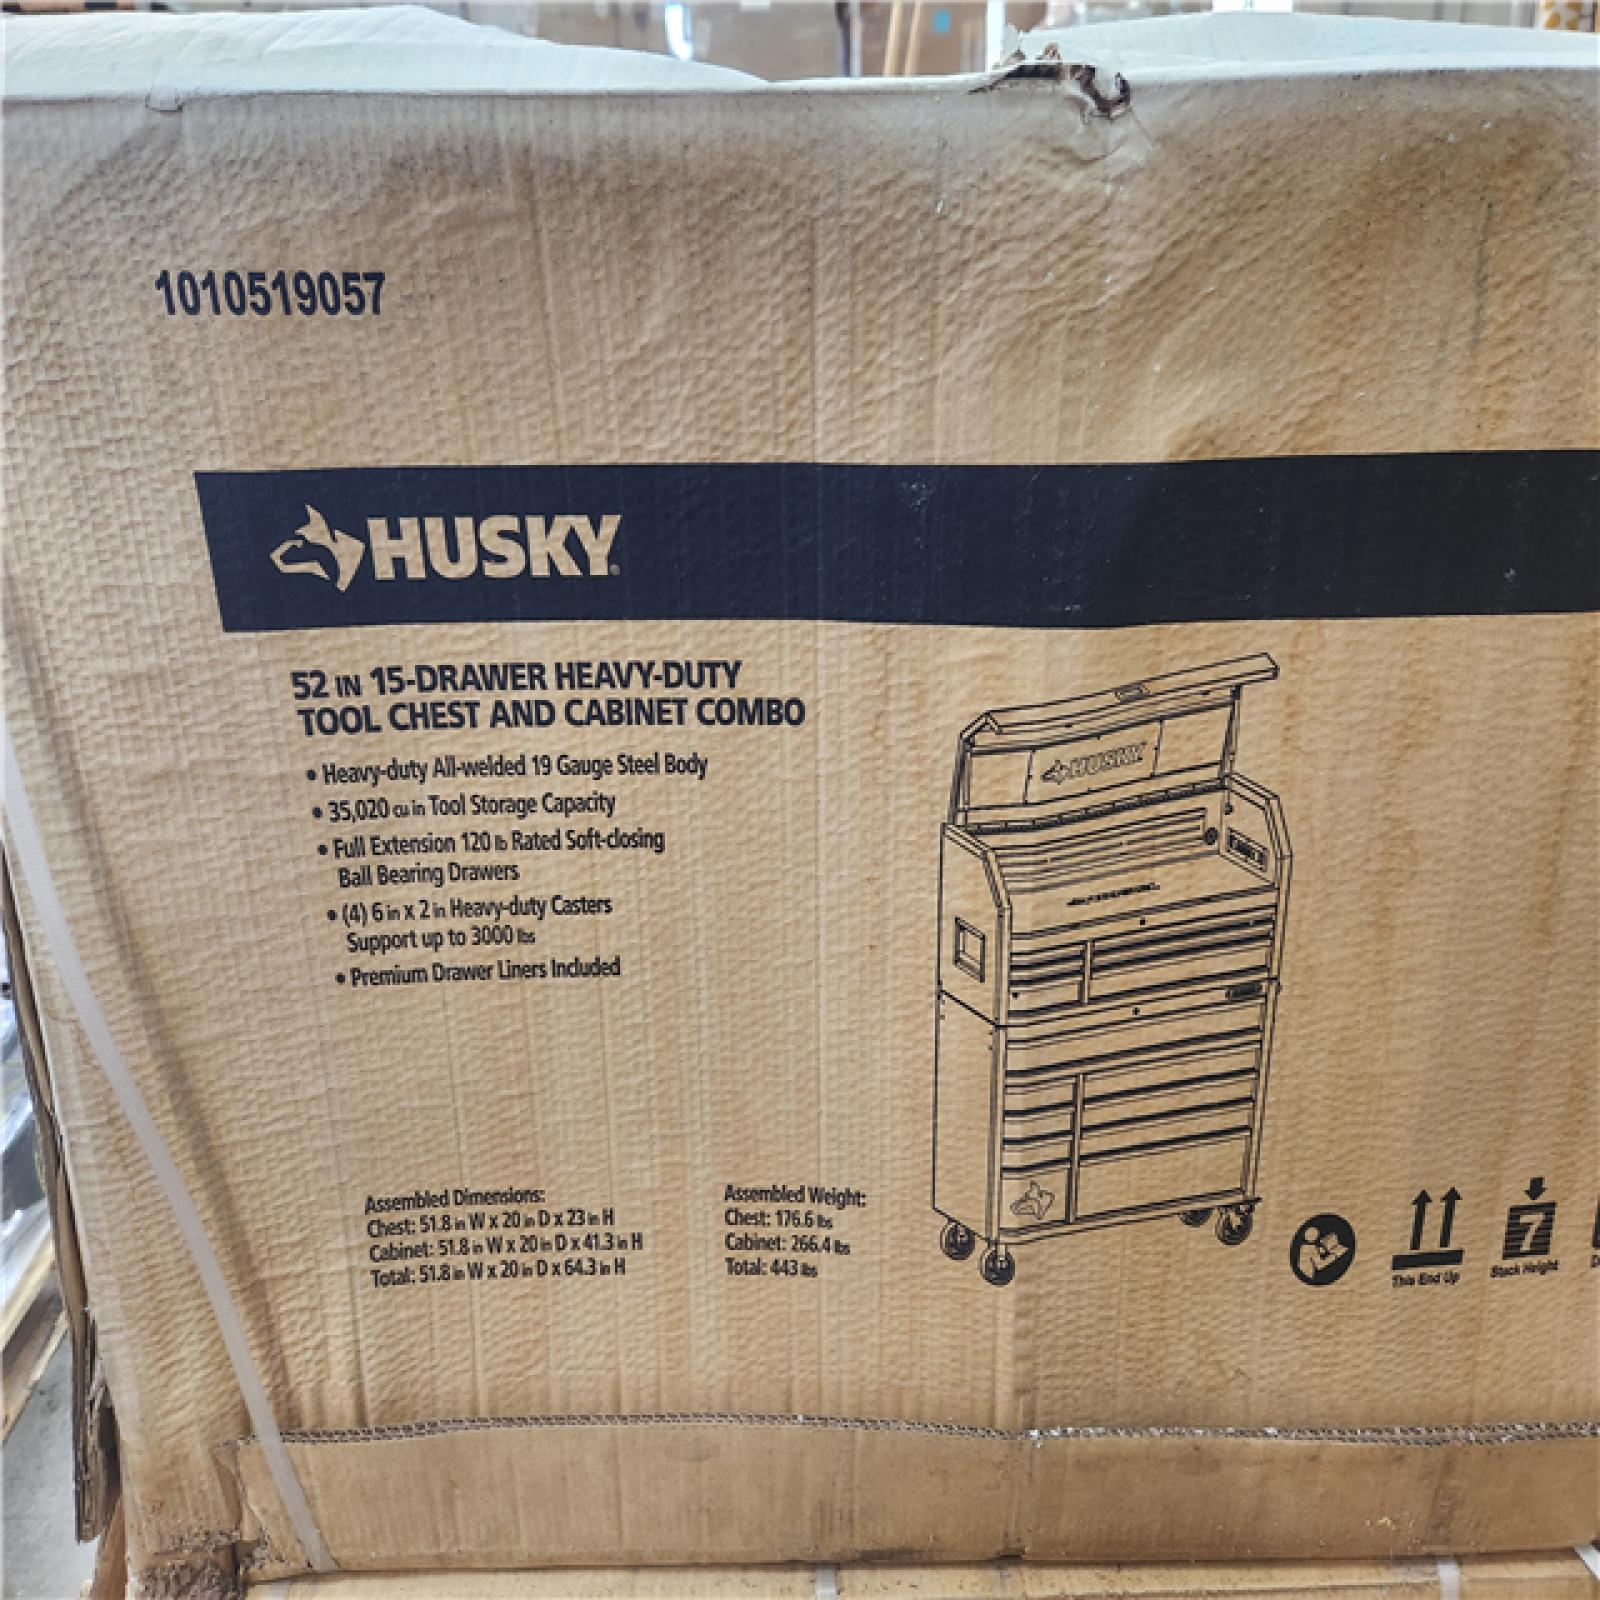 1010519057
HUSKY
52 IN 15-DRAWER HEAVY-DUTY
TOOL CHEST AND CABINET COMBO
• Heavy-duty All-welded 19 Gauge Steel Body
• 35,020 cu in Tool Storage Capacity
• Full Extension 120 lb Rated Soft-closing
Ball Bearing Drawers
• (4) 6 in x 2 in Heavy-duty Casters
Support up to 3000 lbs
• Premium Drawer Liners Included
HUSKY
Assembled Dimensions:
Chest: 51.8 in W x 20 in D x 23 in H
Cabinet: 51.8 in W x 20 in D x 41.3 in H
Total: 51.8 in W x 20 in D x 64.3 in H
Assembled Weight:
Chest: 176.6 lbs
Cabinet: 266.4 lbs
Total: 443 lbs
This End Up
7
Stack Height